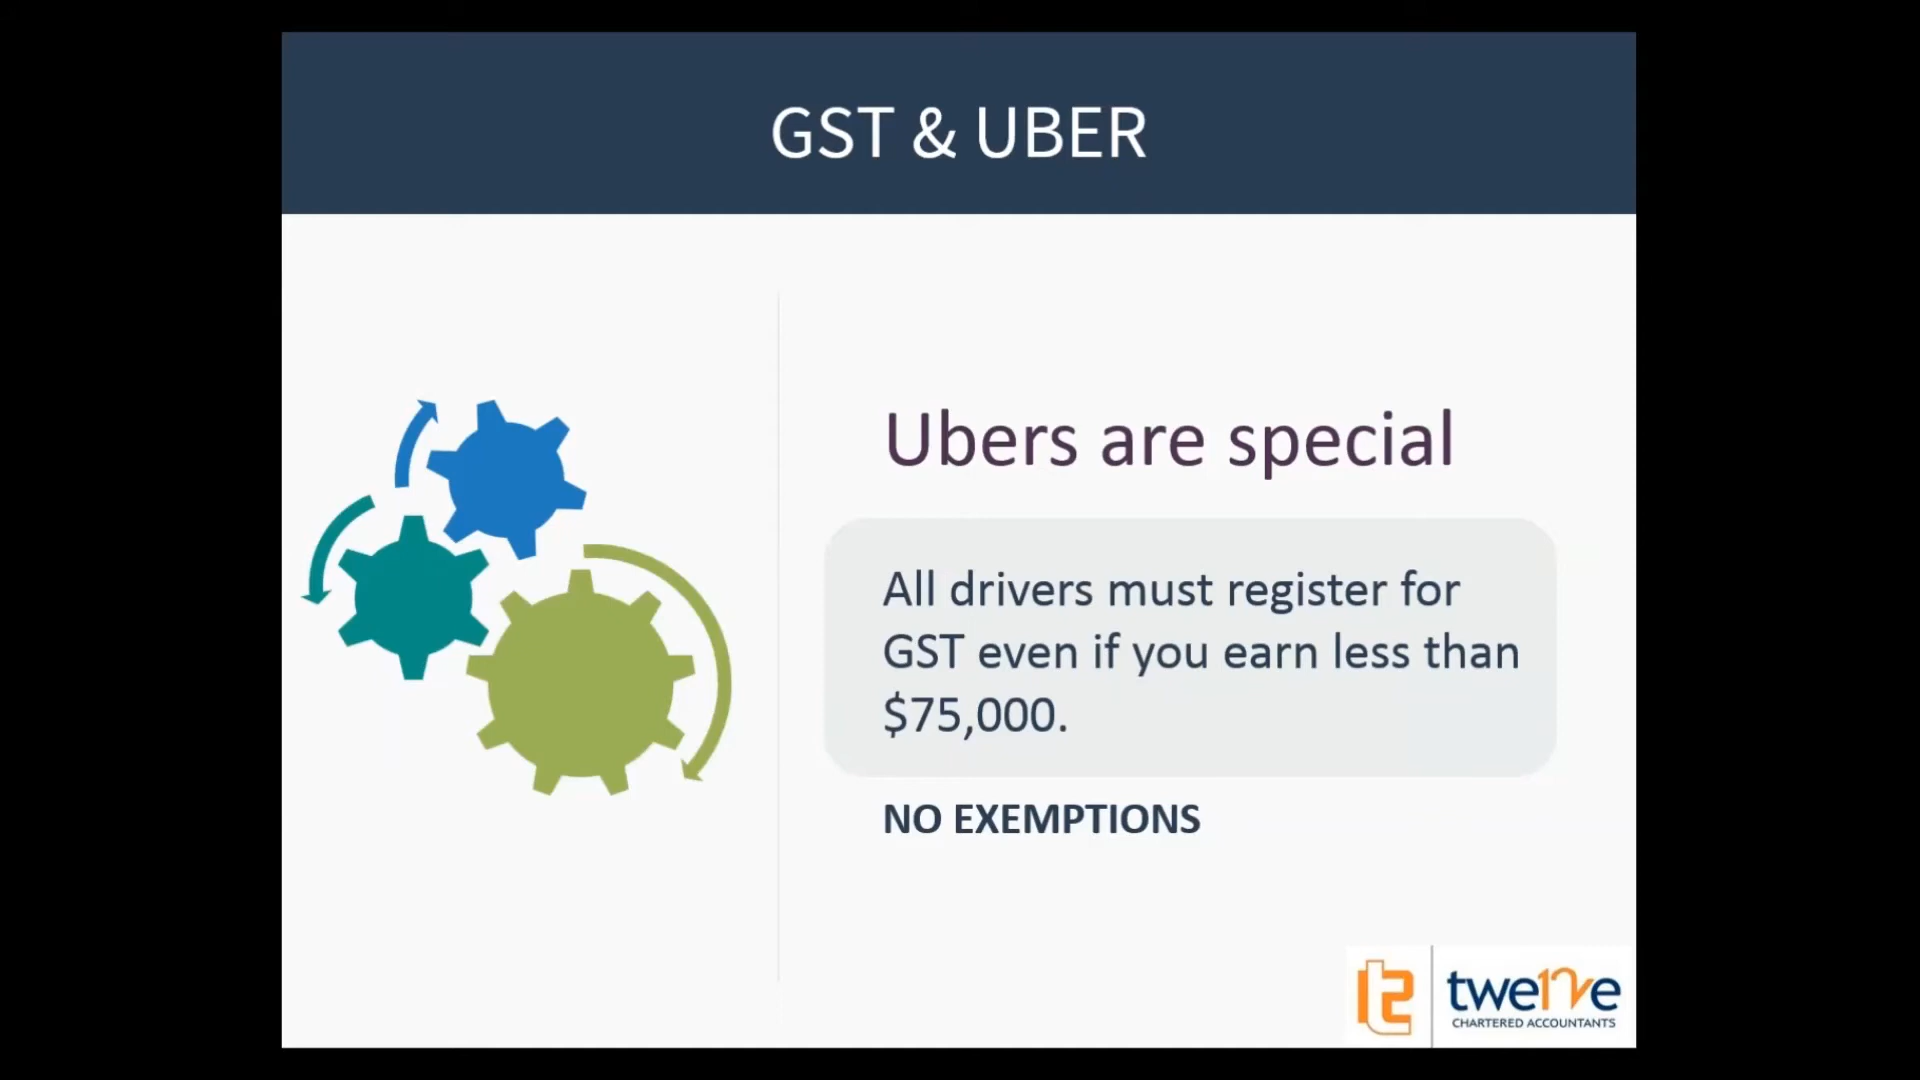 GST & UBER
Ubers are special
All drivers must register for
GST even if you earn less than
$75,000.
NO EXEMPTIONS
twe12ve
CHARTERED ACCOUNTANTS